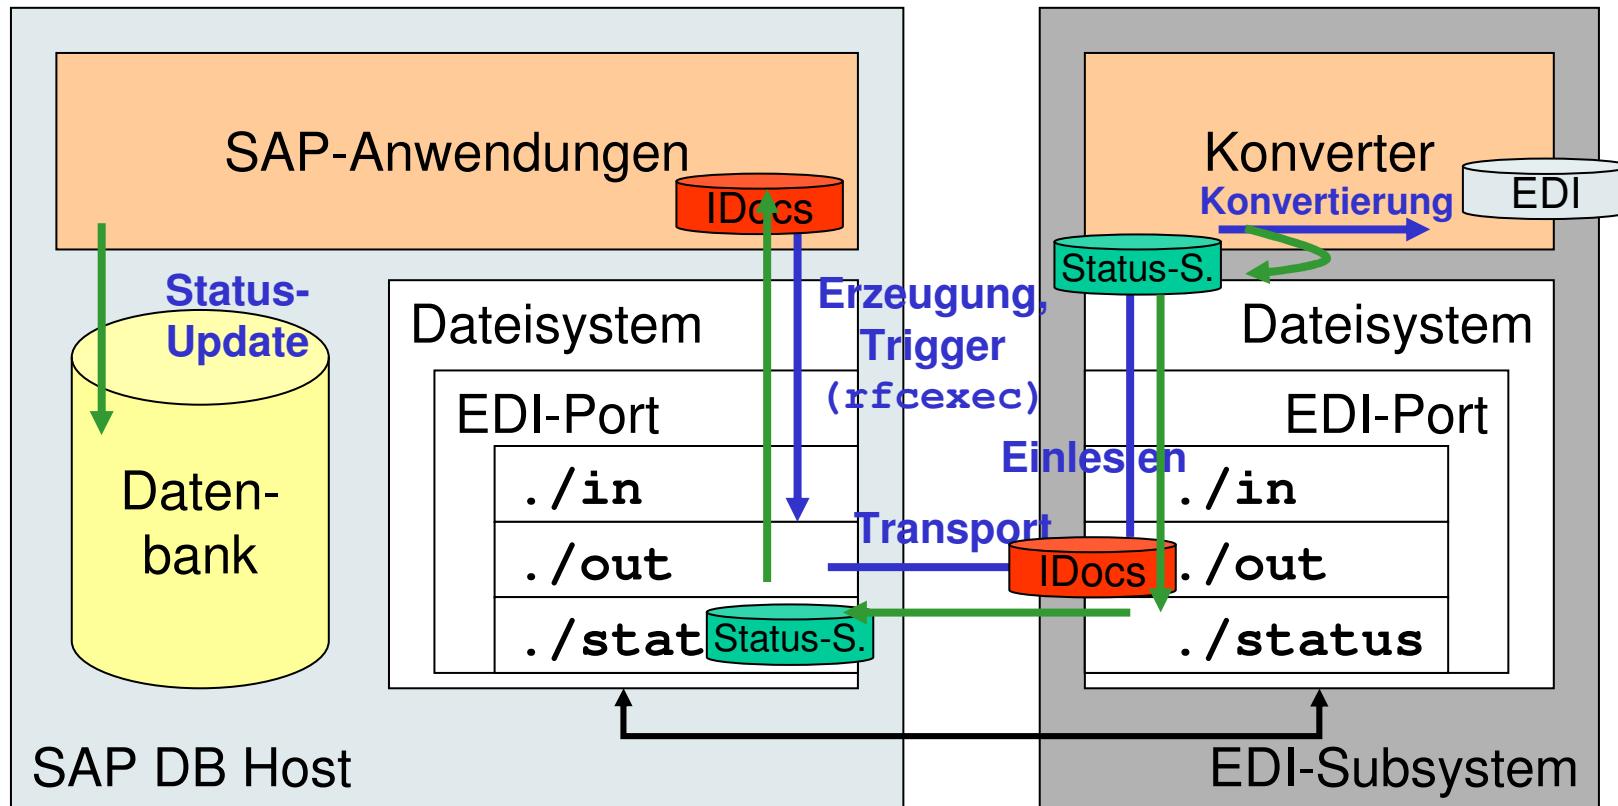 SAP-Anwendungen
IDocs
Status-
Update
Daten-
bank
Dateisystem
EDI-Port
./in
./out
./stat
Status-S.
SAP DB Host
Erzeugung,
Trigger
(rfcexec)
Transport
Einlesen
IDocs
Konverter
Konvertierung
EDI
Status-S.
Dateisystem
EDI-Port
./in
./out
./status
EDI-Subsystem